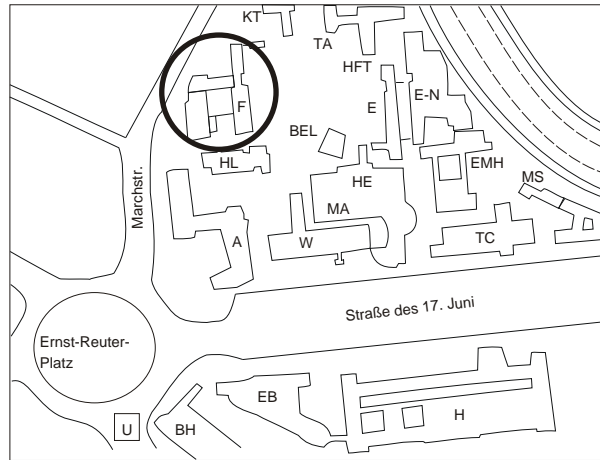 KT
TA
HFT
F
E
E-N
BEL
HL
HE
EMH
MS
Marchstr.
MA
A
W
TC
Straße des 17. Juni
Ernst-Reuter-
Platz
EB
H
U
BH